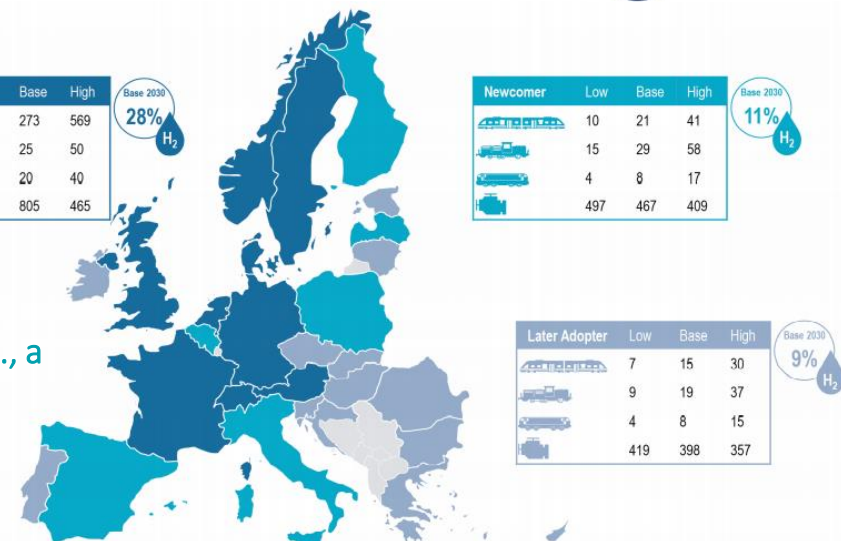 Base High
273 569
25 50
20 40
805 465
Base 2030
28%
H₂
Newcomer Low Base High
10 21 41
15 29 58
4 8 17
497 467 409
Base 2030
11%
H₂
., a
Later Adopter Low Base High
7 15 30
9 19 37
4 8 15
419 398 357
Base 2030
9%
H₂